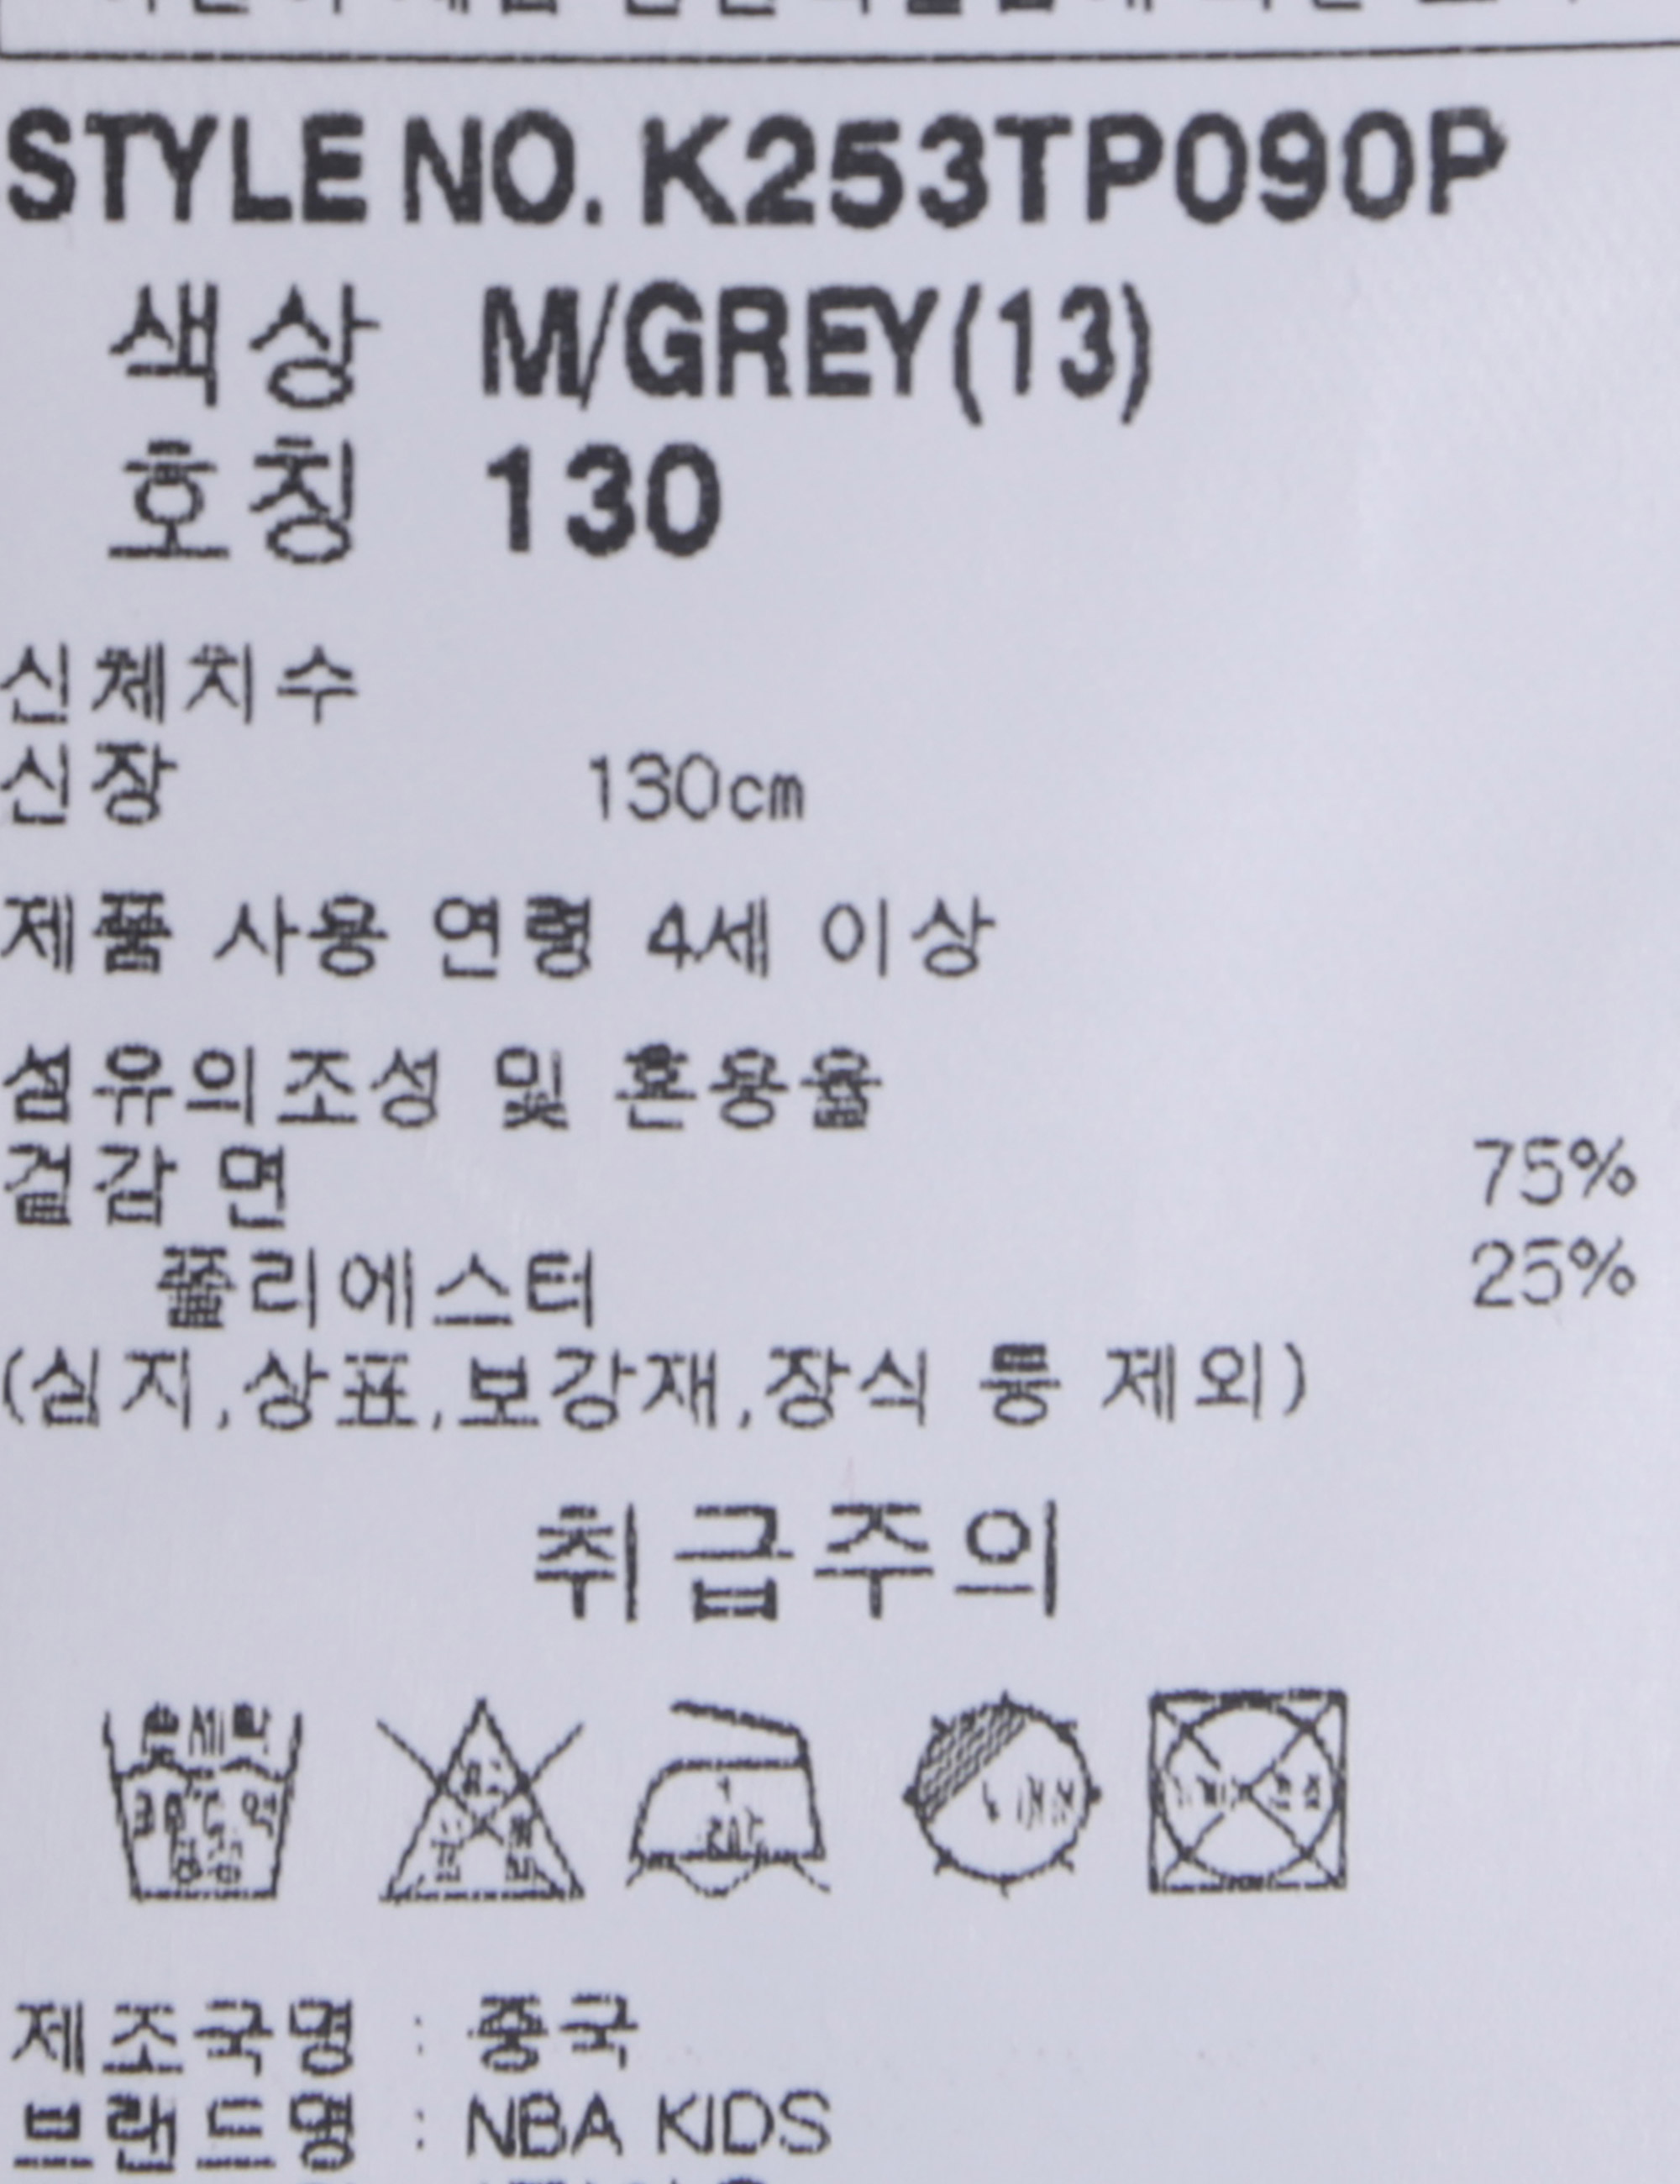 STYLE NO. K253TP090P
색상 M/GREY(13)
호칭 130
신체치수
신장 130cm
제품 사용 연령 4세 이상
섬유의조성 및 혼용율
겉감 면 75%
폴리에스터 25%
(심지,상표,보강재,장식 등 제외)
취급주의
물세탁
제조국명 : 중국
브랜드명 : NBA KIDS